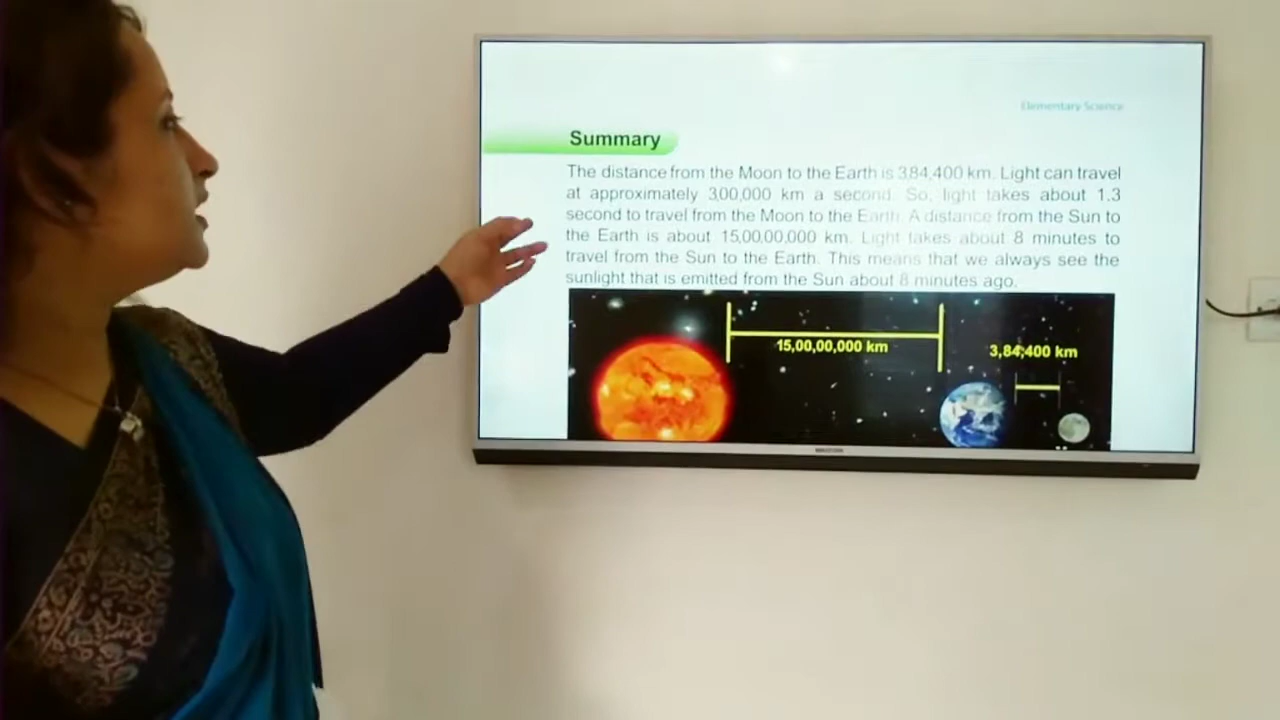 Elementary Science
Summary
The distance from the Moon to the Earth is 3,84,400 km. Light can travel
at approximately 3,00,000 km a second. So, light takes about 1.3
second to travel from the Moon to the Earth. A distance from the Sun to
the Earth is about 15,00,00,000 km. Light takes about 8 minutes to
travel from the Sun to the Earth. This means that we always see the
sunlight that is emitted from the Sun about 8 minutes ago.
15,00,00,000 km
3,84,400 km